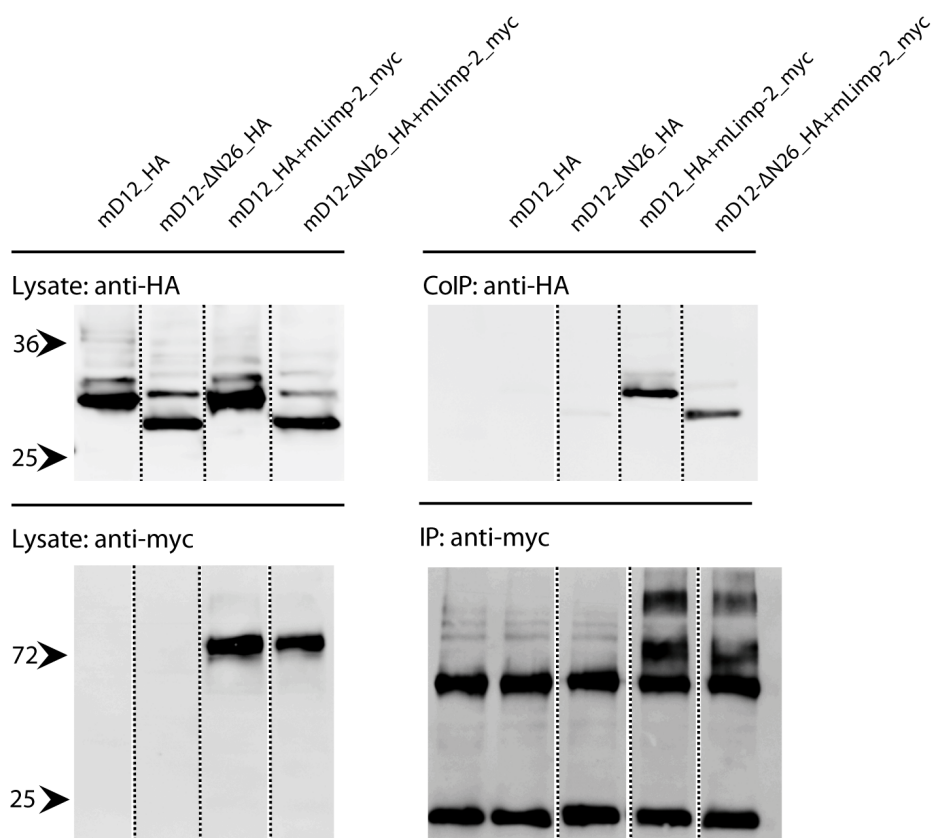 mD12_HA
mD12-ΔN26_HA
mD12_HA+mLimp-2_myc
mD12-ΔN26_HA+mLimp-2_myc
mD12_HA
mD12-ΔN26_HA
mD12_HA+mLimp-2_myc
mD12-ΔN26_HA+mLimp-2_myc
Lysate: anti-HA
CoIP: anti-HA
36
25
Lysate: anti-myc
IP: anti-myc
72
25